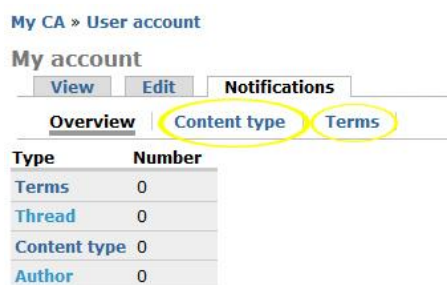 My CA » User account
My account
View Edit Notifications
Overview Content type Terms
Type Number
Terms 0
Thread 0
Content type 0
Author 0